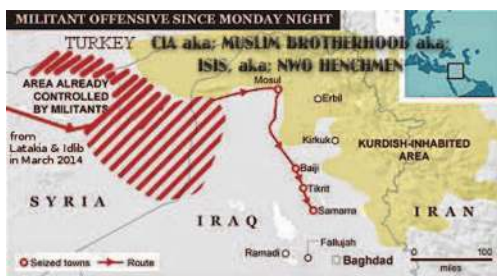 MILITANT OFFENSIVE SINCE MONDAY NIGHT
TURKEY
CIA aka; MUSLIM BROTHERHOOD aka;
ISIS, aka; NWO HENCHMEN
AREA ALREADY
CONTROLLED
BY MILITANTS
Mosul
Erbil
from
Latakia & Idlib
in March 2014
Kirkuk
KURDISH-INHABITED
AREA
Baiji
Tikrit
SYRIA
IRAQ
Samarra
IRAN
Seized towns
Route
Ramadi
Fallujah
Baghdad
0
100
miles